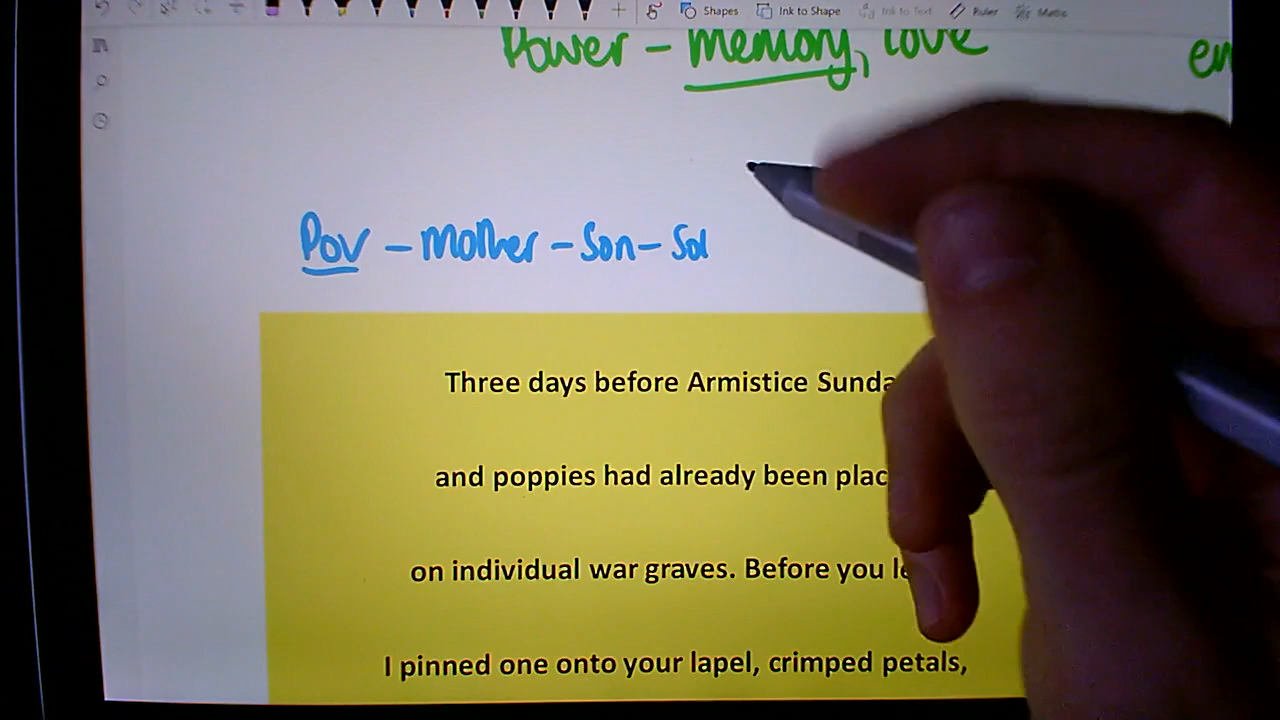 Shapes Ink to Shape Ink to Text Ruler Maths
Power - memory, love
Pov - Mother - Son - Sol
Three days before Armistice Sunda
and poppies had already been plac
on individual war graves. Before you le
I pinned one onto your lapel, crimped petals,